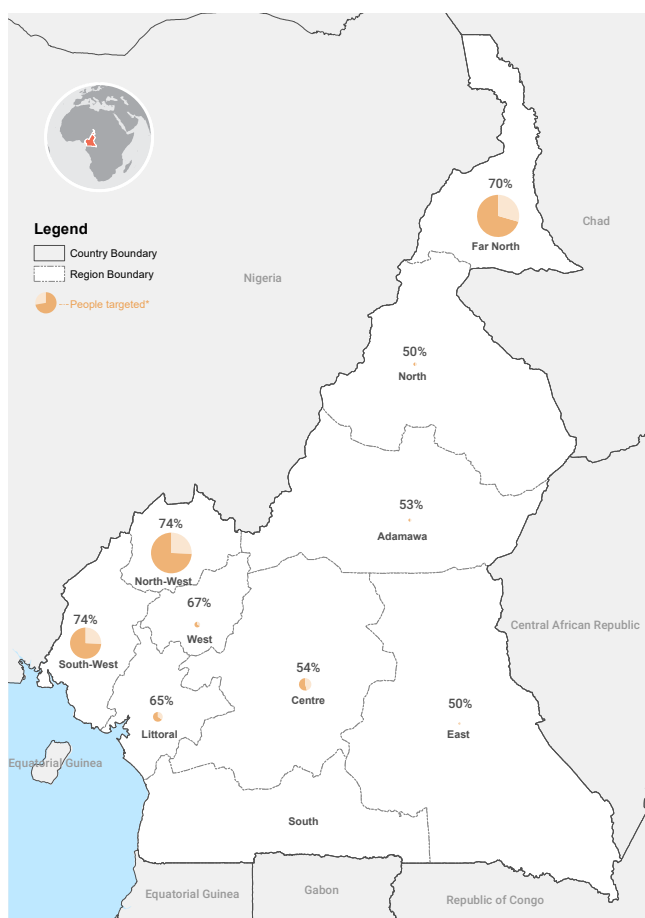 70%
Far North
Chad
Legend
Country Boundary
Region Boundary
People targeted*
Nigeria
50%
North
53%
Adamawa
74%
North-West
67%
West
74%
South-West
65%
Littoral
54%
Centre
50%
East
Central African Republic
Equatorial Guinea
South
Equatorial Guinea
Gabon
Republic of Congo